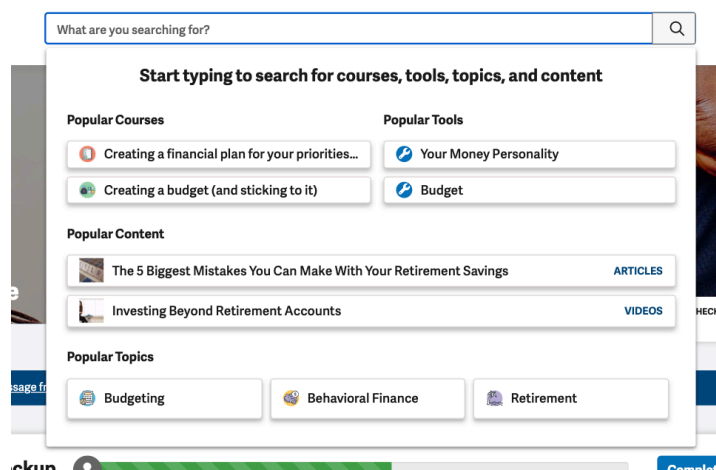 What are you searching for?
Start typing to search for courses, tools, topics, and content
Popular Courses
Popular Tools
Creating a financial plan for your priorities...
Your Money Personality
Creating a budget (and sticking to it)
Budget
Popular Content
The 5 Biggest Mistakes You Can Make With Your Retirement Savings
ARTICLES
Investing Beyond Retirement Accounts
VIDEOS
Popular Topics
Budgeting
Behavioral Finance
Retirement